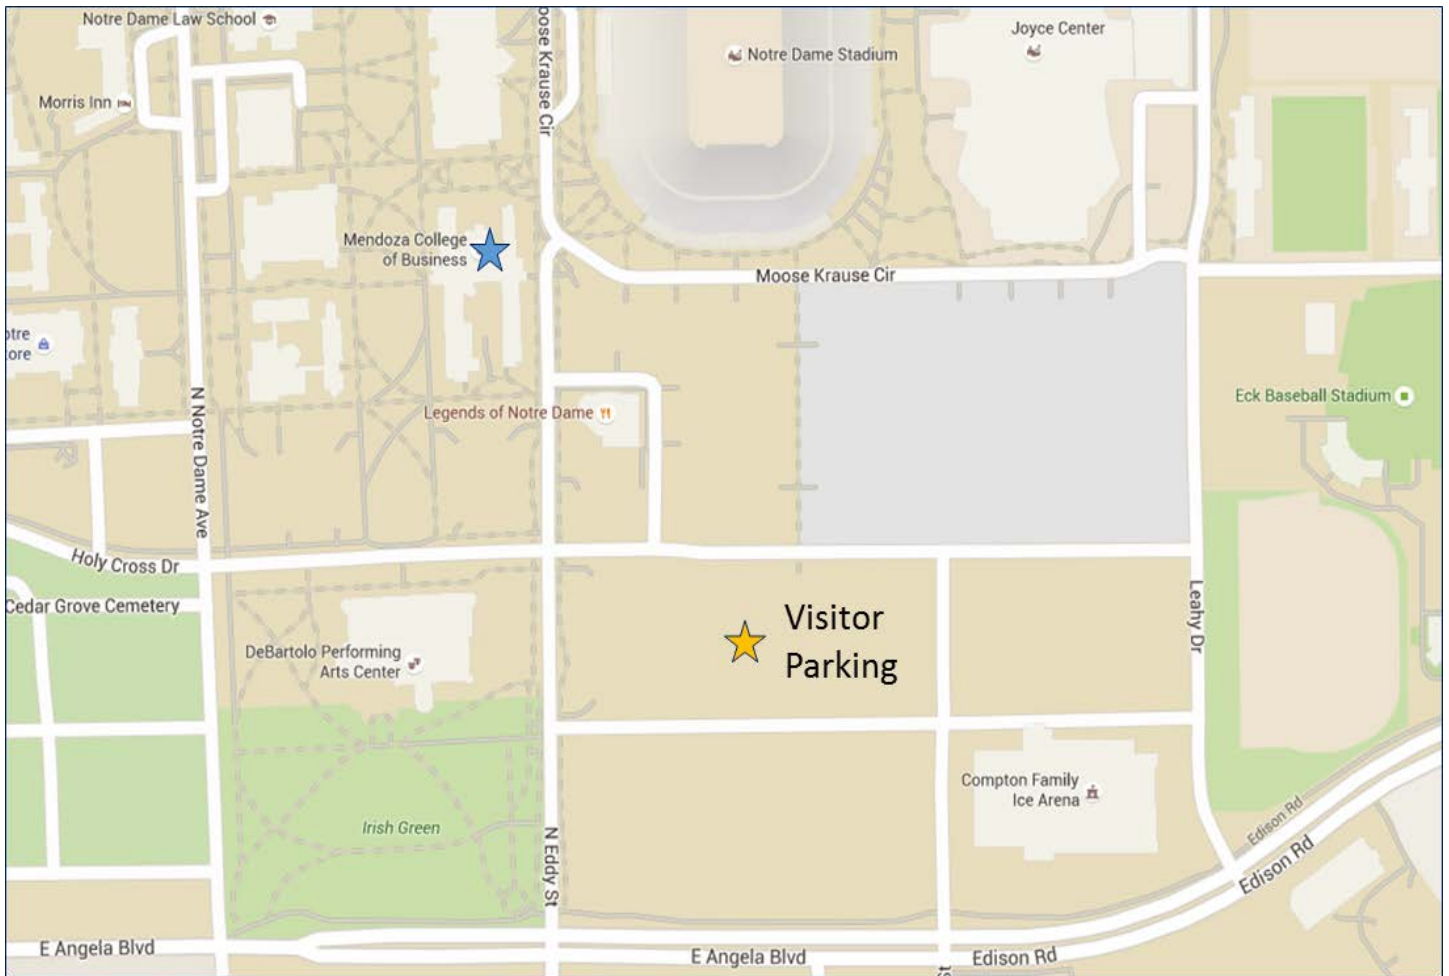 Notre Dame Law School
Morris Inn
oose Krause Cir
Notre Dame Stadium
Joyce Center
Mendoza College
of Business
Moose Krause Cir
otre
ore
N Notre Dame Ave
Legends of Notre Dame
Eck Baseball Stadium
Holy Cross Dr
Cedar Grove Cemetery
DeBartolo Performing
Arts Center
Visitor
Parking
Leahy Dr
Compton Family
Ice Arena
Irish Green
N Eddy St
Edison Rd
Edison Rd
E Angela Blvd
E Angela Blvd
Edison Rd